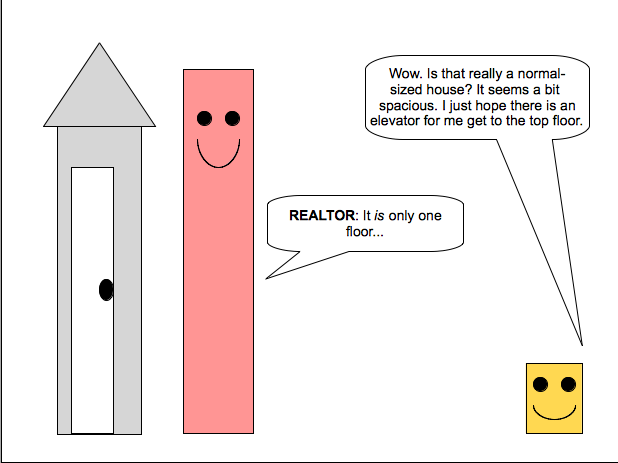 Wow. Is that really a normal-
sized house? It seems a bit
spacious. I just hope there is an
elevator for me get to the top floor.
REALTOR: It is only one
floor...